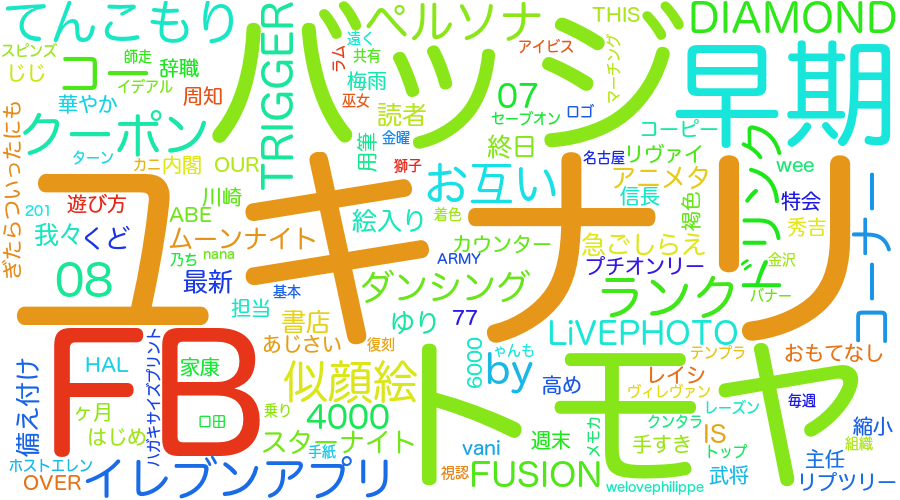 てんこもり
バッジ
ペルソナ
THIS
DIAMOND
スピンズ
師走
TRIGGER
ラム
遠く
共有
アイビス
早期
じじ
コー
辞職
イデアル
梅雨
マーチング
華やか
周知
巫女
読者
07
セーブオン
ロゴ
クーポン
金曜
用筆
終日
コーピー
ぎたらついったにも
ターン
カニ
内閣
OUR
獅子
名古屋
リヴァイ
ドリンク
wee
お互い
アニメタ
ユキナリ
201
遊び方
川崎
信長
特会
コーナー
ABE
絵入り
着色
褐色
秀吉
我々
くど
ムーンナイト
カウンター
急ごしらえ
乃ち
nana
ARMY
プチオンリー
金沢
08
最新
基本
ダンシング
ランク
バナー
担当
書店
ゆり
77
LiVEPHOTO
FB
あじさい
復刻
6000
ゃんも
テンプラ
おもてなし
備え付け
HAL
ハガキサイズプリント
家康
似顔絵
トモヤ
by
高め
レイシ
ヴィレヴァン
毎週
ヶ月
口田
乗り
4000
レーズン
はじめ
スターナイト
手紙
vani
週末
メモカ
クンタラ
手すき
IS
トップ
縮小
組織
ホストエレン
イレブンアプリ
視認
FUSION
武将
主任
OVER
welovephilippe
リプツリー